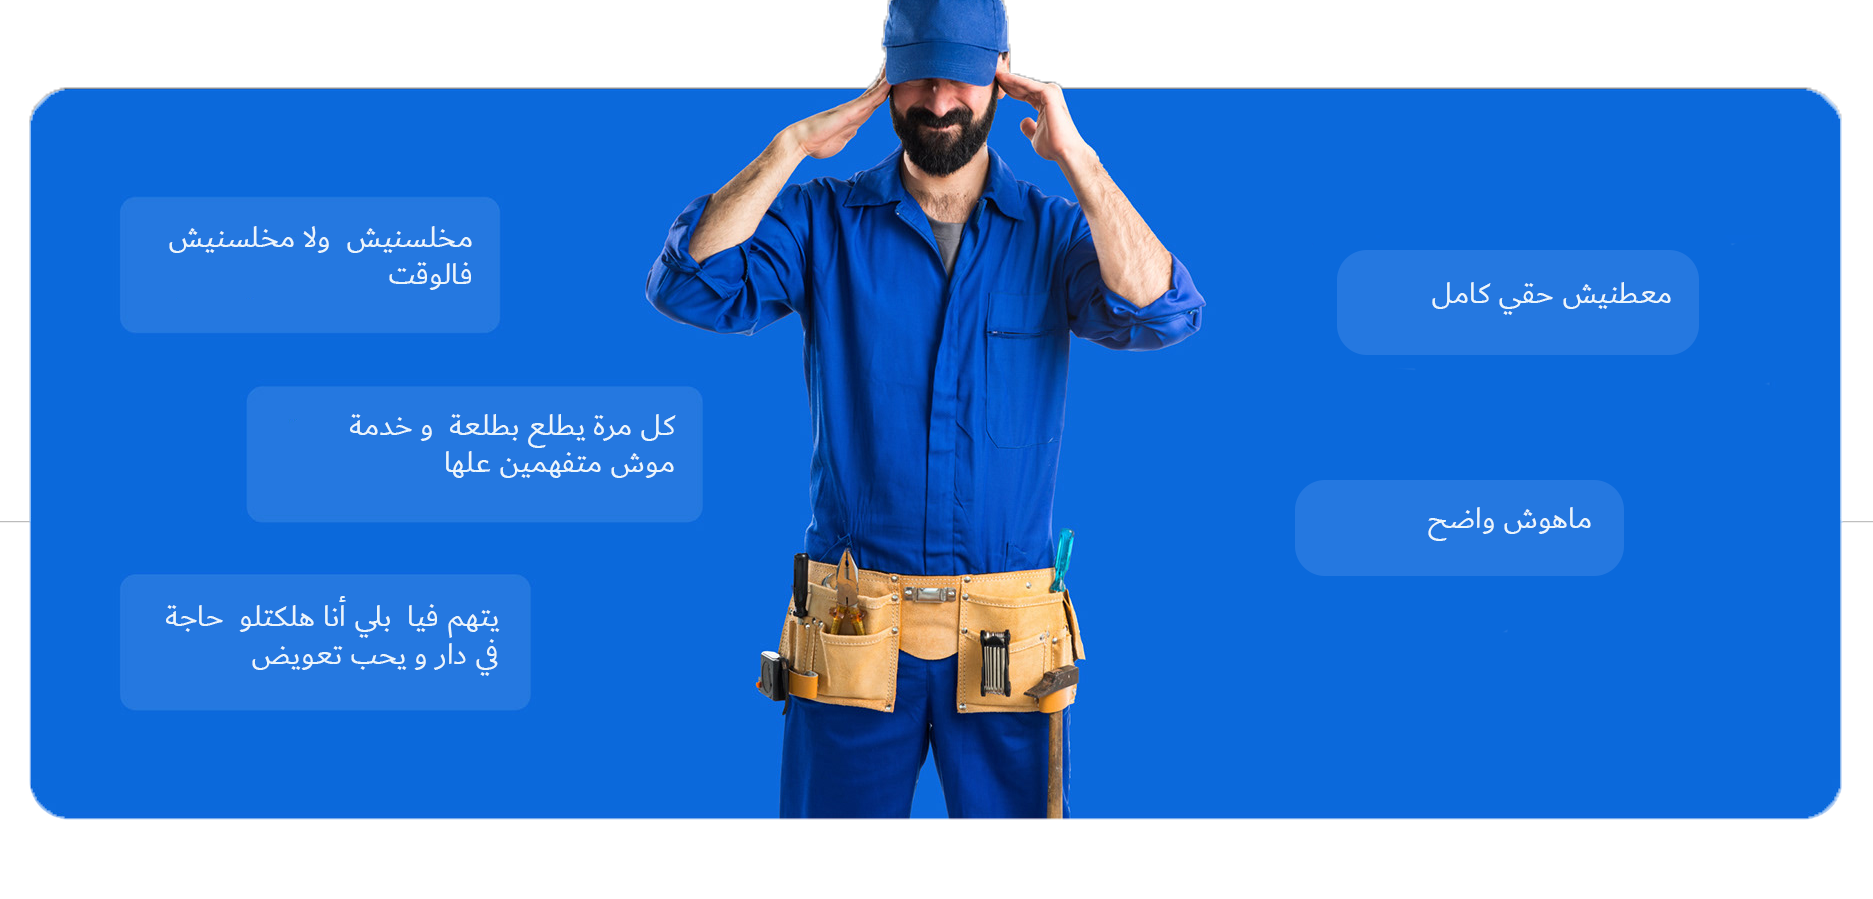 مخلسنيش ولا مخلسنيش
فالوقت
معطنيش حقي كامل
كل مرة يطلع بطلعة و خدمة
موش متفهمين علها
ماهوش واضح
يتهم فيا بلي أنا هلكتلو حاجة
في دار و يحب تعويض